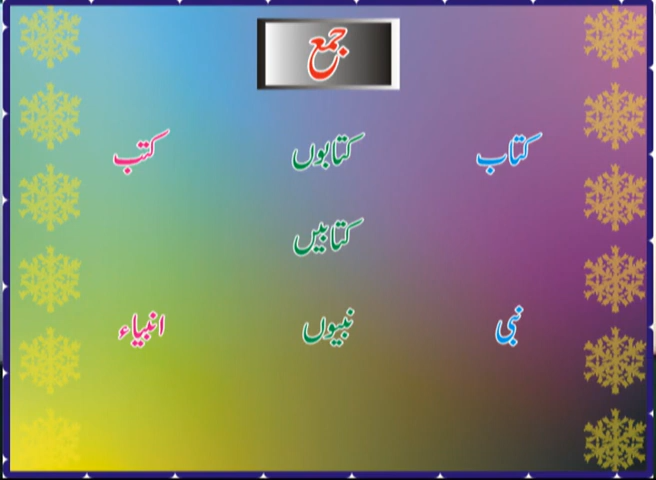 جمع
کتاب کتابوں کتب
کتابیں
نبی نبیوں انبیاء